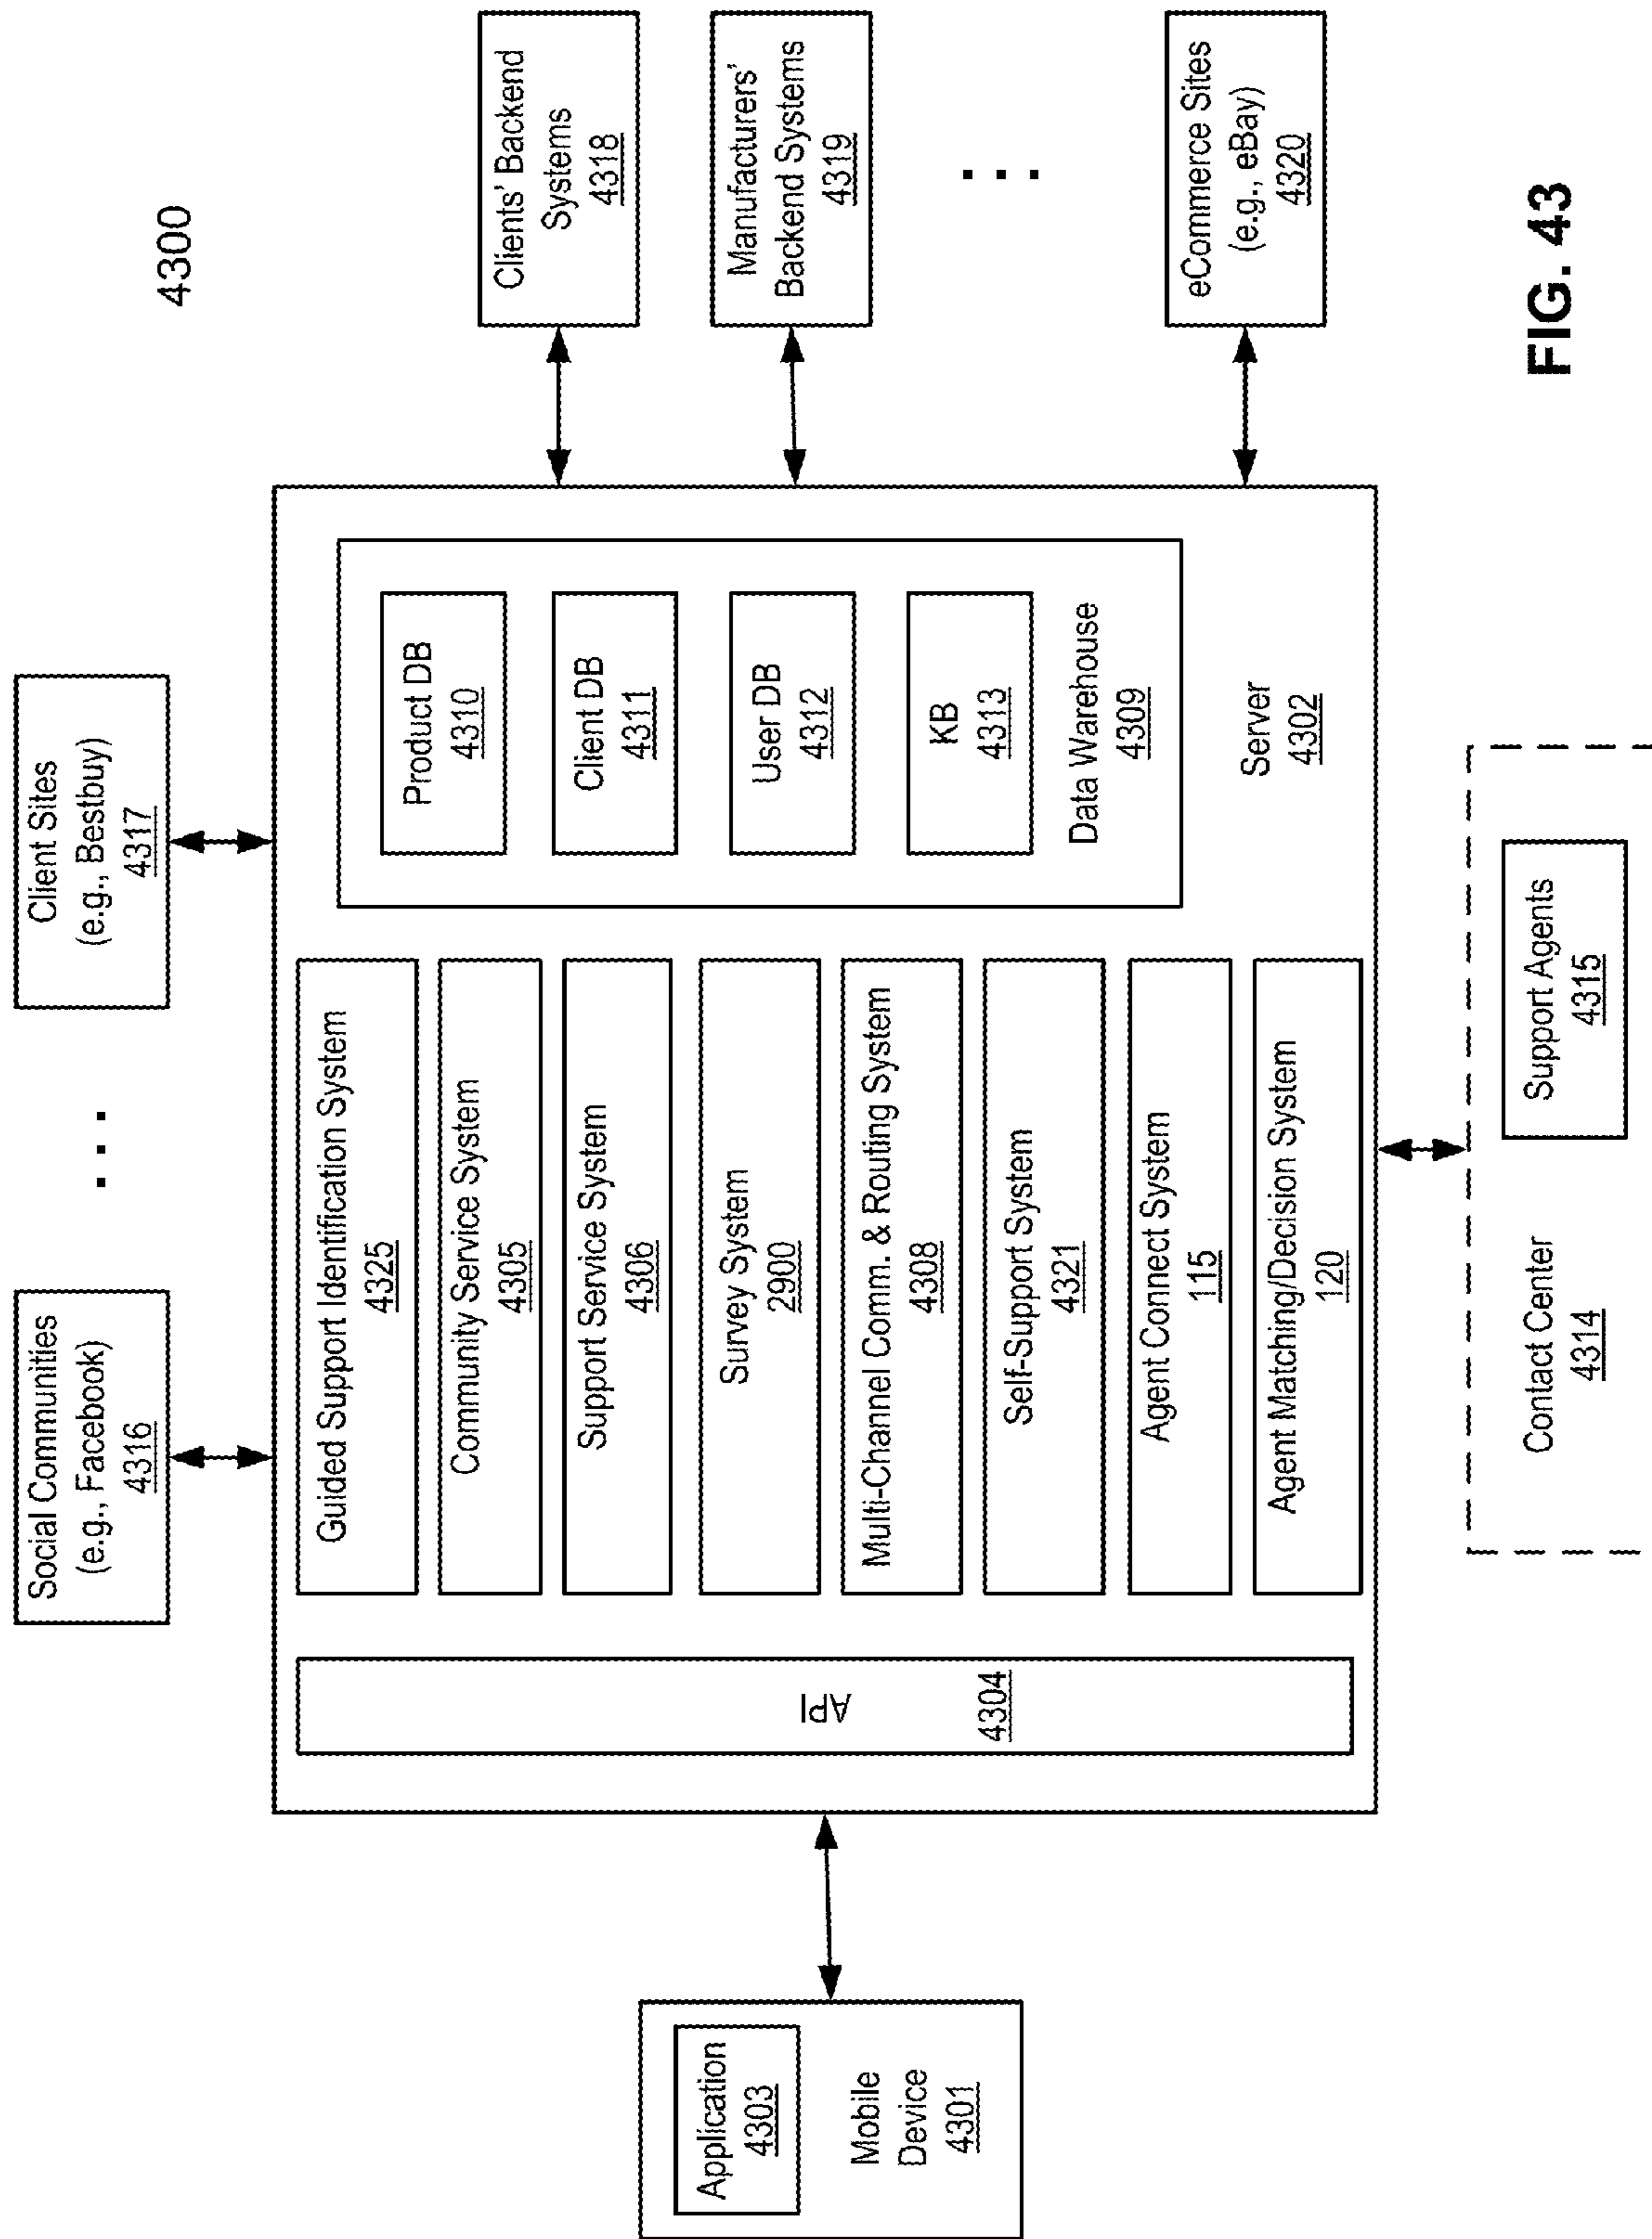 4300
Social Communities
(e.g., Facebook)
4316
. . .
Client Sites
(e.g., Bestbuy)
4317
Application
4303
Mobile
Device
4301
API
4304
Guided Support Identification System
4325
Community Service System
4305
Support Service System
4306
Survey System
2900
Multi-Channel Comm. & Routing System
4308
Self-Support System
4321
Agent Connect System
115
Agent Matching/Decision System
120
Product DB
4310
Client DB
4311
User DB
4312
KB
4313
Data Warehouse
4309
Server
4302
Clients' Backend
Systems
4318
Manufacturers'
Backend Systems
4319
. . .
eCommerce Sites
(e.g., eBay)
4320
Contact Center
4314
Support Agents
4315
FIG. 43